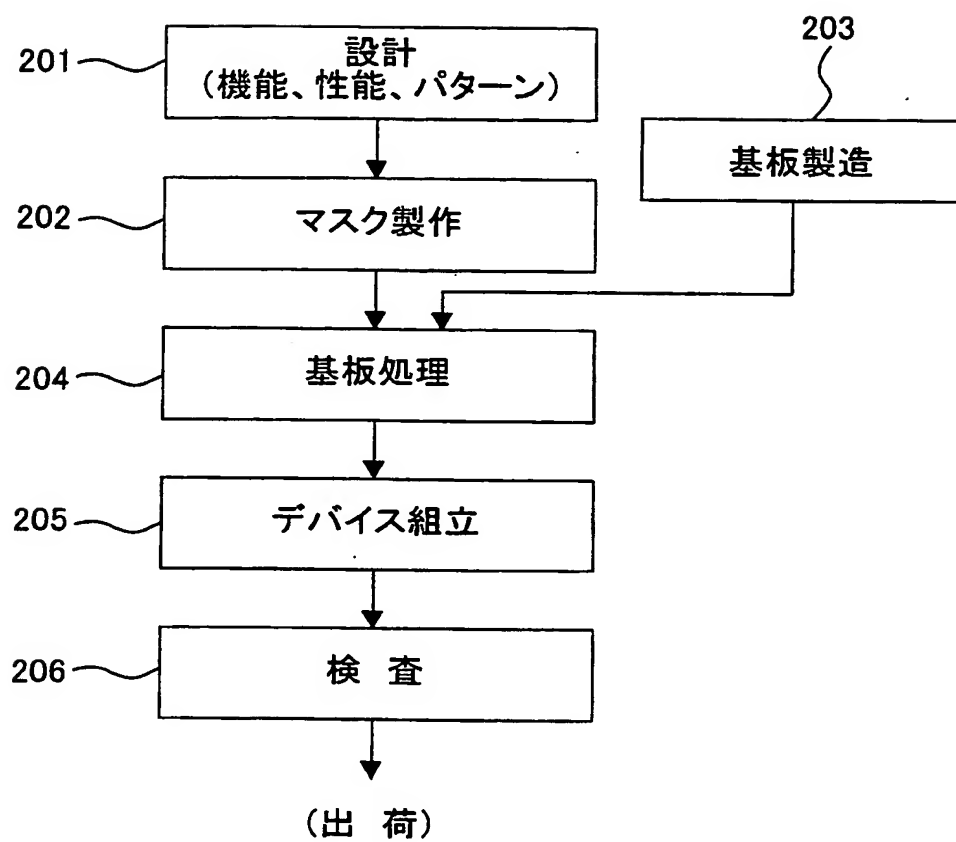 201
設計
(機能、性能、パターン)
203
基板製造
202
マスク製作
204
基板処理
205
デバイス組立
206
検 査
(出 荷)